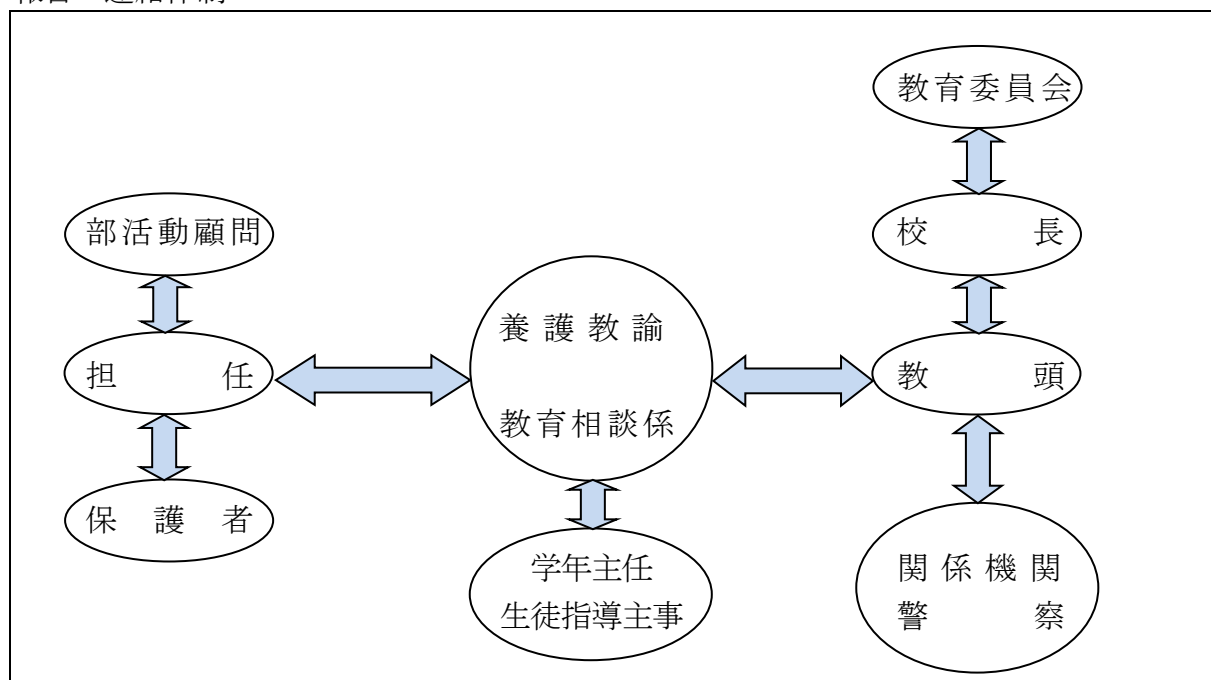 教育委員会
部活動顧問
校長
養護教諭
担任
教頭
教育相談係
保護者
学年主任
生徒指導主事
関係機関
警察